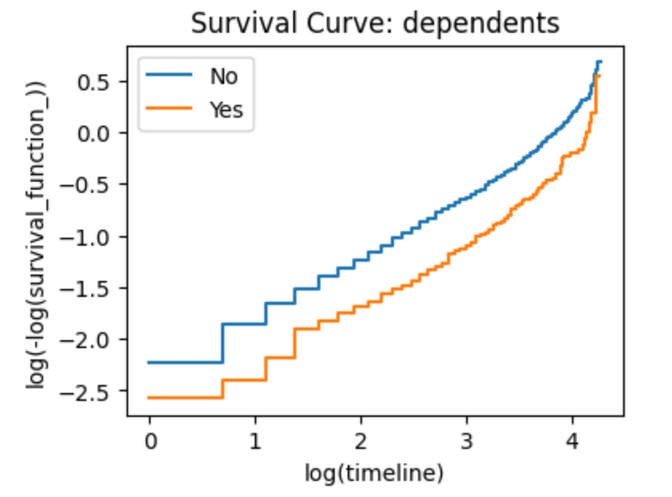 Survival Curve: dependents
No
Yes
log(-log(survival_function_))
0.5
0.0
−0.5
−1.0
−1.5
−2.0
−2.5
0 1 2 3 4
log(timeline)